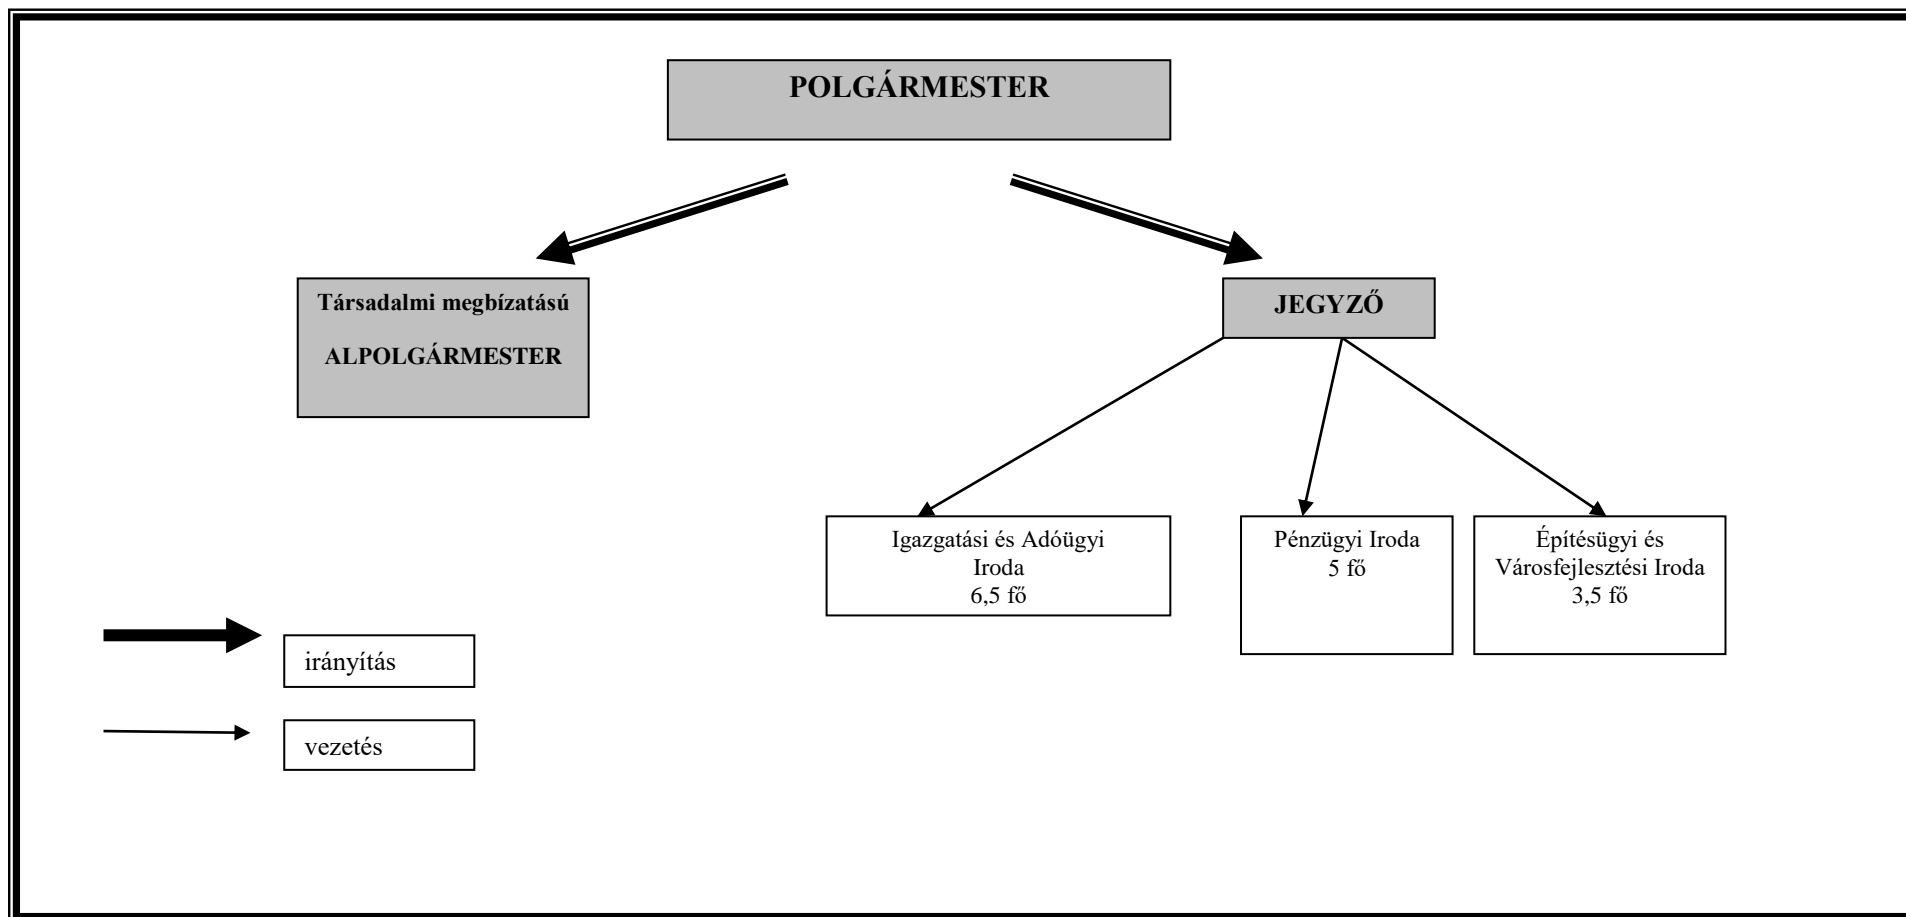 POLGÁRMESTER
Társadalmi megbízatású
ALPOLGÁRMESTER
JEGYZŐ
Igazgatási és Adóügyi
Iroda
6,5 fő
Pénzügyi Iroda
5 fő
Építésügyi és
Városfejlesztési Iroda
3,5 fő
irányítás
vezetés